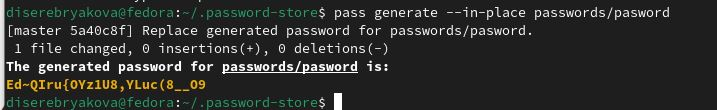 diserebryakova@fedora:~/.password-store$ pass generate --in-place passwords/pasword
[master 5a40c8f] Replace generated password for passwords/pasword.
 1 file changed, 0 insertions(+), 0 deletions(-)
The generated password for passwords/pasword is:
Ed~QIru{OYz1U8,YLuc(8__O9
diserebryakova@fedora:~/.password-store$